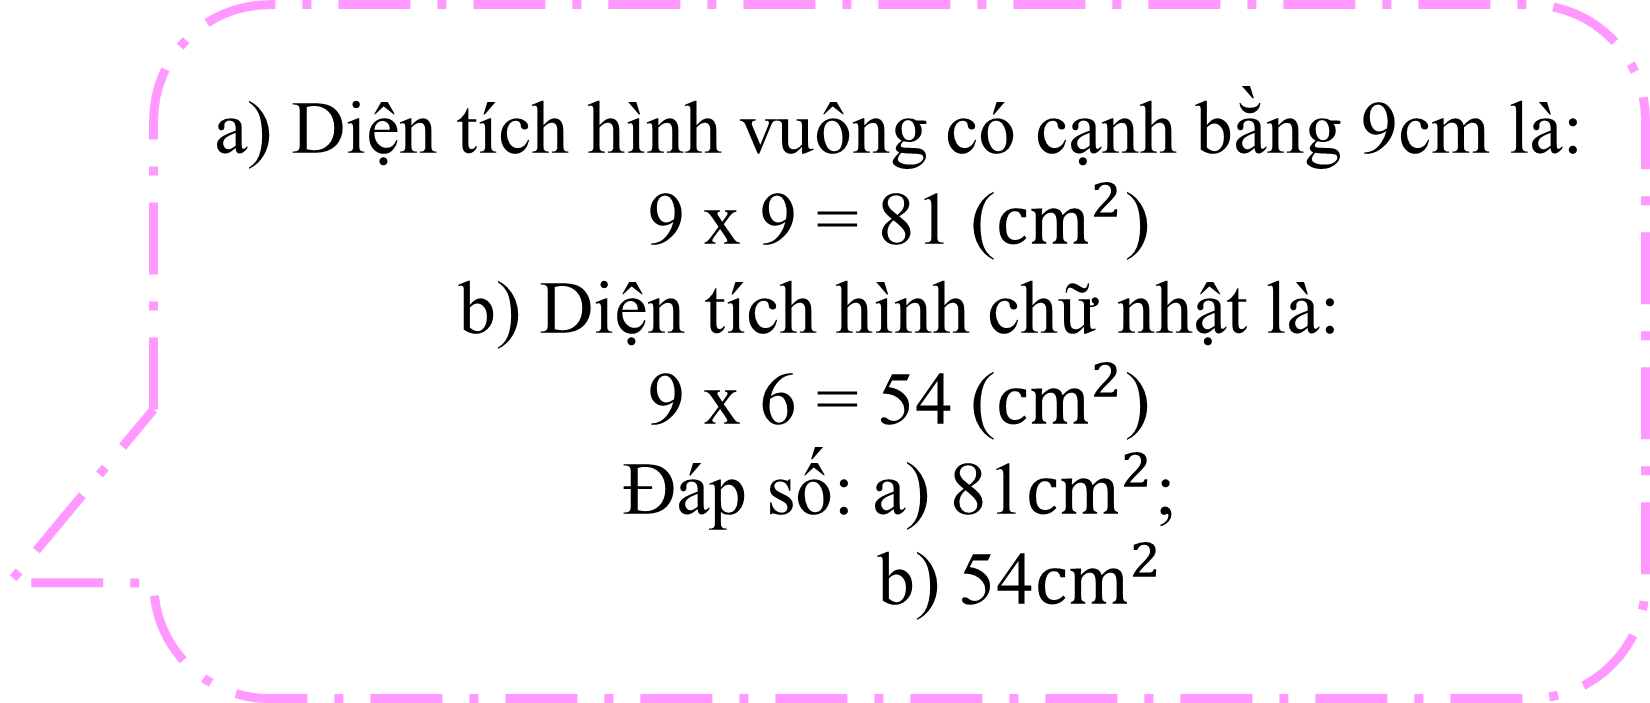 a) Diện tích hình vuông có cạnh bằng 9cm là:
9 x 9 = 81 (cm²)
b) Diện tích hình chữ nhật là:
9 x 6 = 54 (cm²)
Đáp số: a) 81cm²;
b) 54cm²